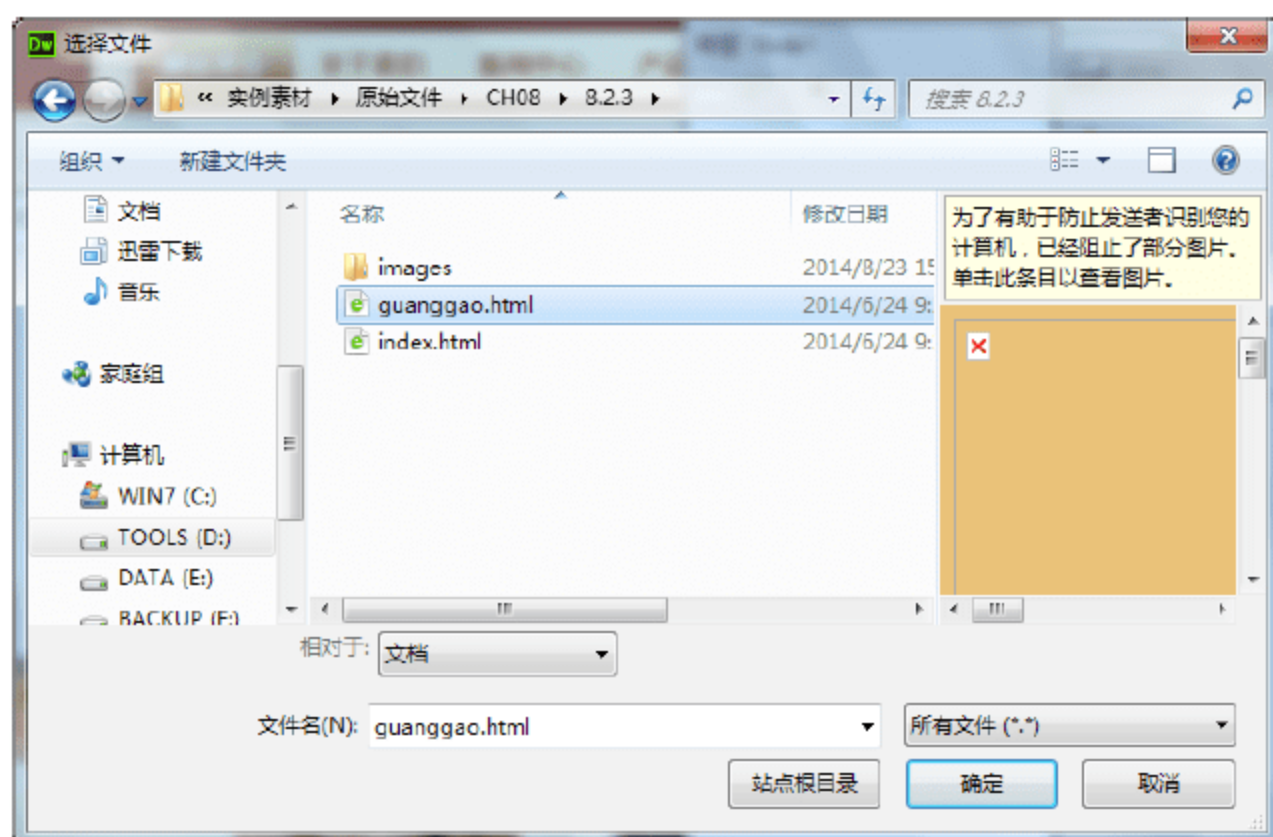 Dw 选择文件
« 实例素材 ▸ 原始文件 ▸ CH08 ▸ 8.2.3 ▸
搜索 8.2.3
组织 新建文件夹
文档
迅雷下载
音乐
家庭组
计算机
WIN7 (C:)
TOOLS (D:)
DATA (E:)
BACKUP (F:)
名称 修改日期
images 2014/8/23 15
guanggao.html 2014/6/24 9:
index.html 2014/6/24 9:
为了有助于防止发送者识别您的
计算机，已经阻止了部分图片。
单击此条目以查看图片。
相对于: 文档
文件名(N): guanggao.html 所有文件 (*.*)
站点根目录 确定 取消